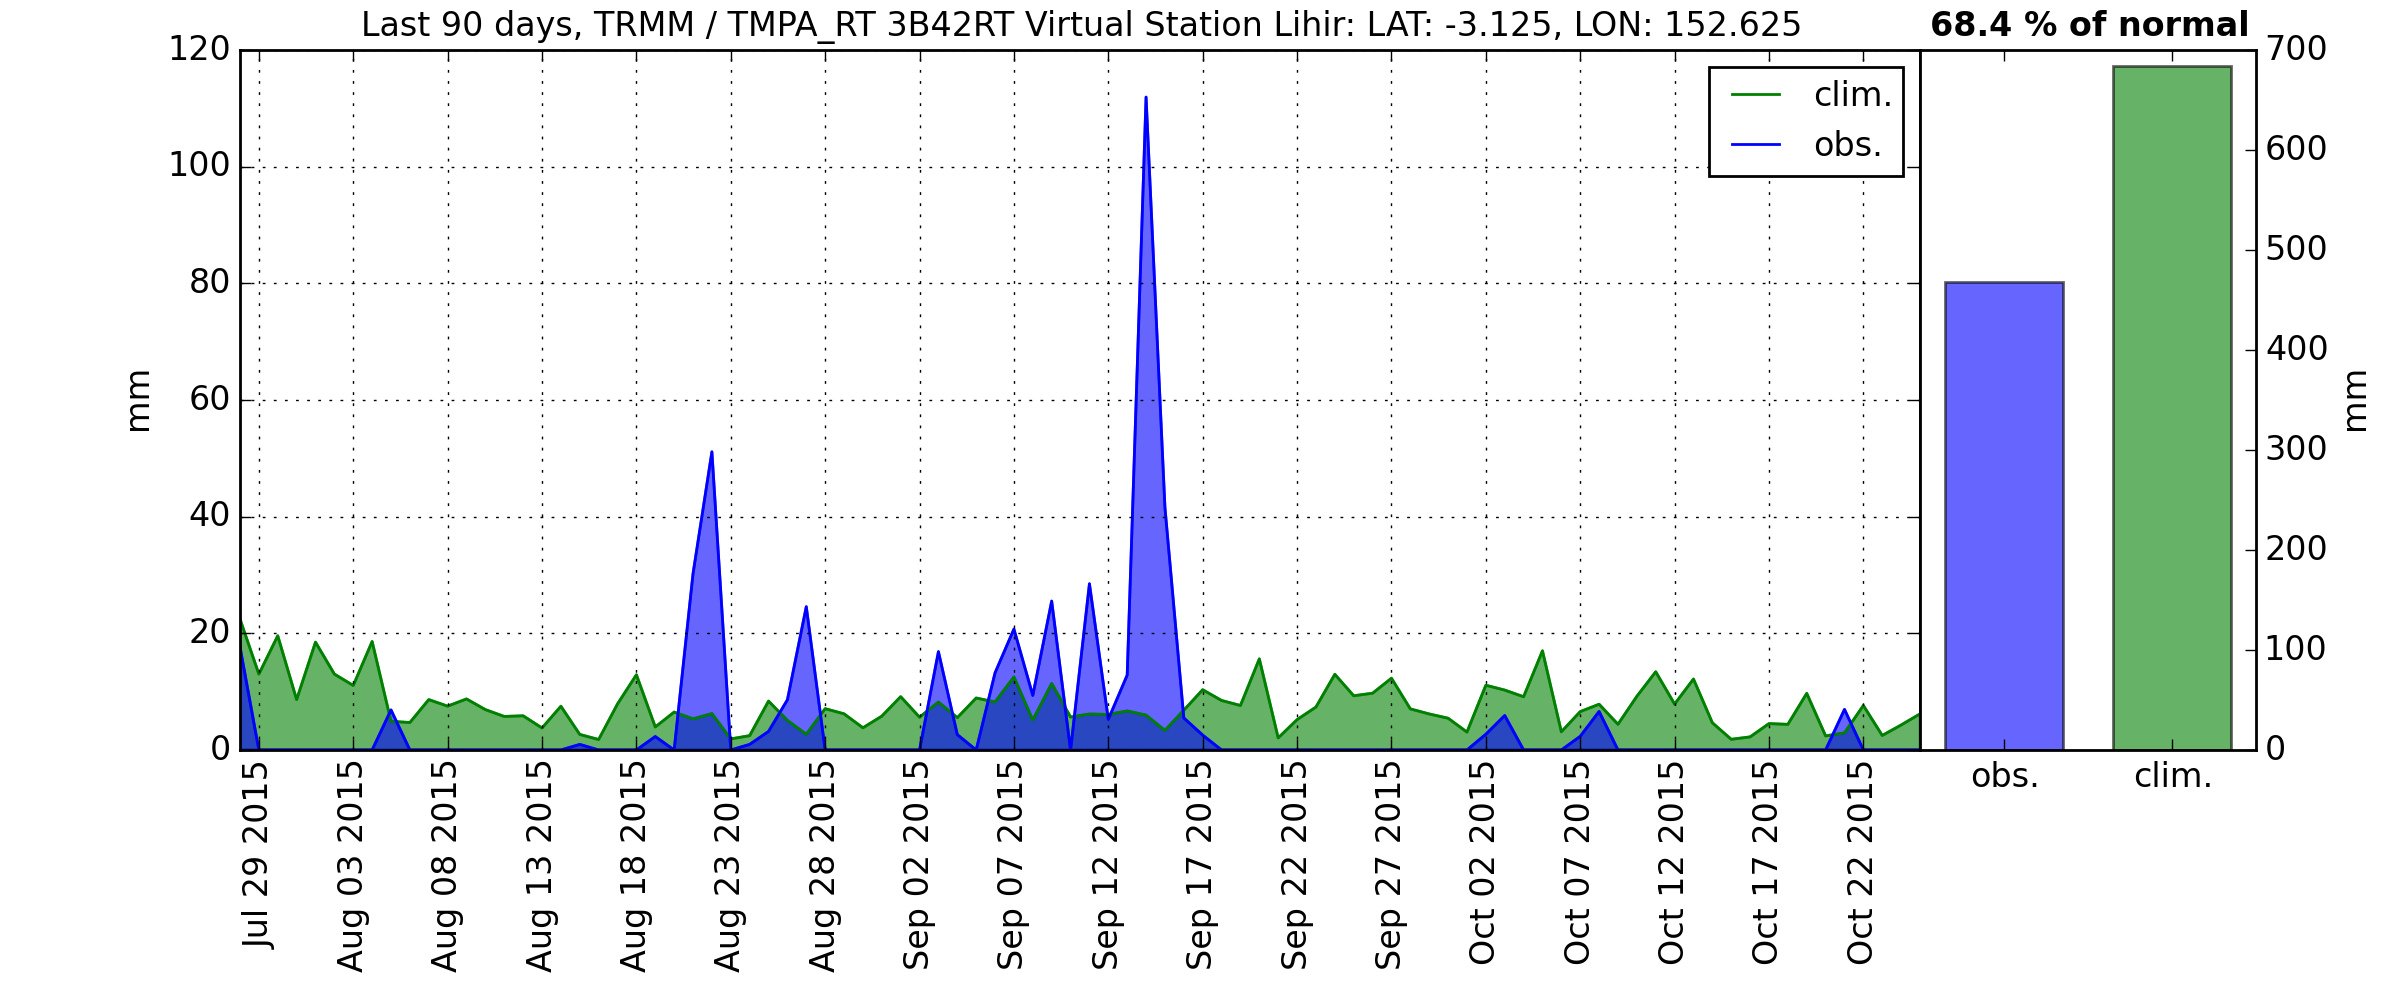 Last 90 days, TRMM / TMPA_RT 3B42RT Virtual Station Lihir: LAT: -3.125, LON: 152.625
68.4 % of normal
120
100
80
60
40
20
0
mm
clim.
obs.
700
600
500
400
300
200
100
0
mm
Jul 29 2015
Aug 03 2015
Aug 08 2015
Aug 13 2015
Aug 18 2015
Aug 23 2015
Aug 28 2015
Sep 02 2015
Sep 07 2015
Sep 12 2015
Sep 17 2015
Sep 22 2015
Sep 27 2015
Oct 02 2015
Oct 07 2015
Oct 12 2015
Oct 17 2015
Oct 22 2015
obs.
clim.